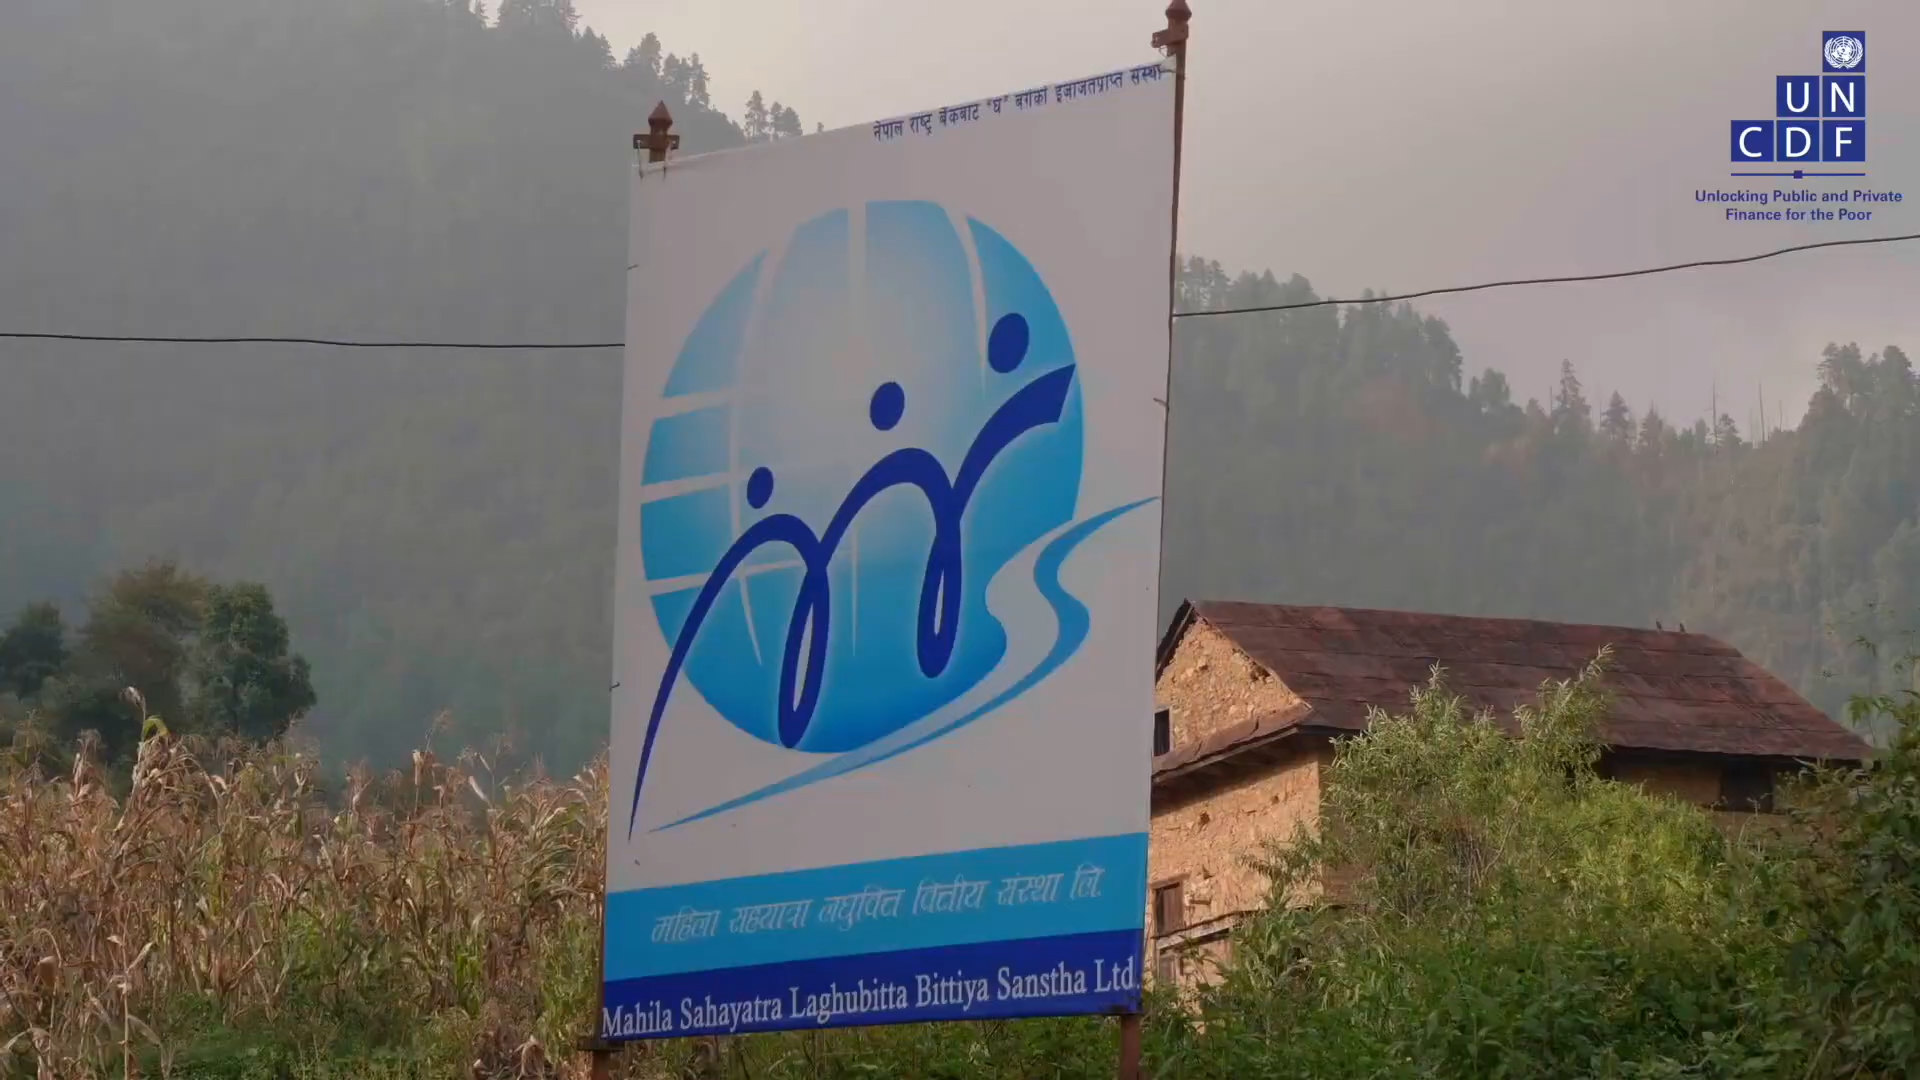 नेपाल राष्ट्र बैंकबाट "घ" बर्गको इजाजतप्राप्त संस्था
महिला सहयात्रा लघुवित्त वित्तीय संस्था लि.
Mahila Sahayatra Laghubitta Bittiya Sanstha Ltd.
UN
CDF
Unlocking Public and Private
Finance for the Poor